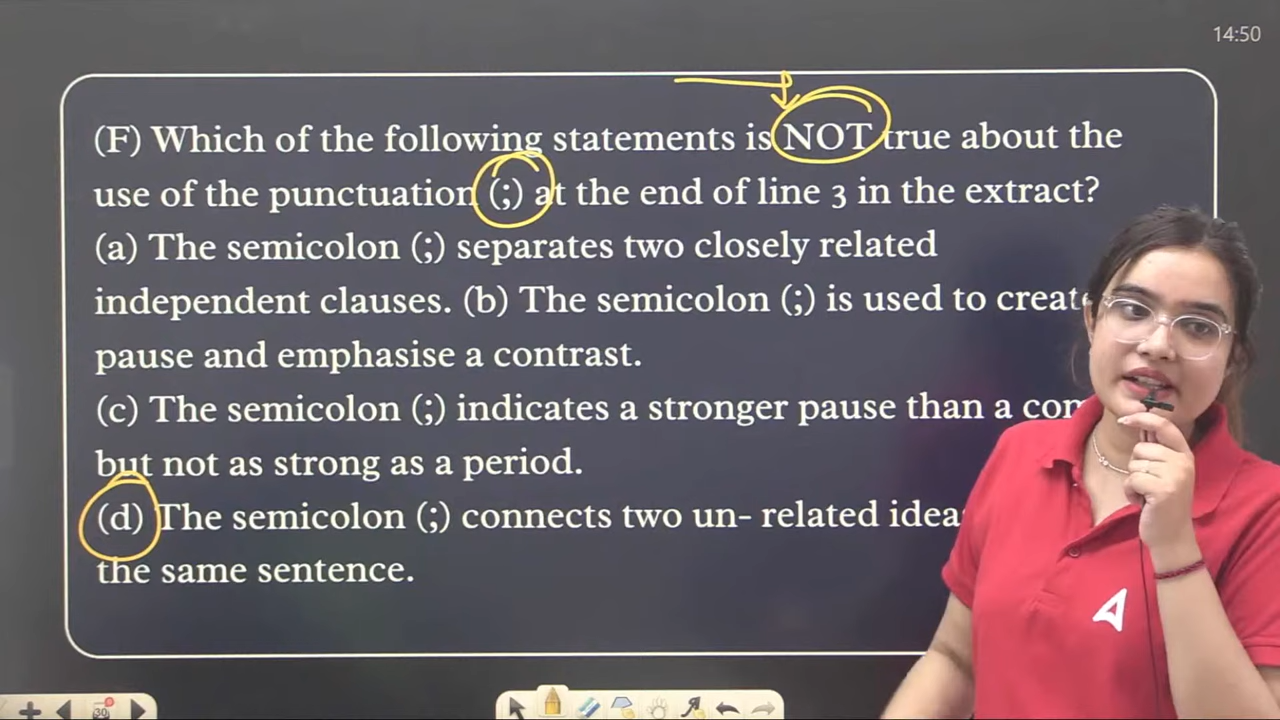 14:50
(F) Which of the following statements is NOT true about the
use of the punctuation (;) at the end of line 3 in the extract?
(a) The semicolon (;) separates two closely related
independent clauses. (b) The semicolon (;) is used to create
pause and emphasise a contrast.
(c) The semicolon (;) indicates a stronger pause than a
but not as strong as a period.
(d) The semicolon (;) connects two un- related
the same sentence.
30